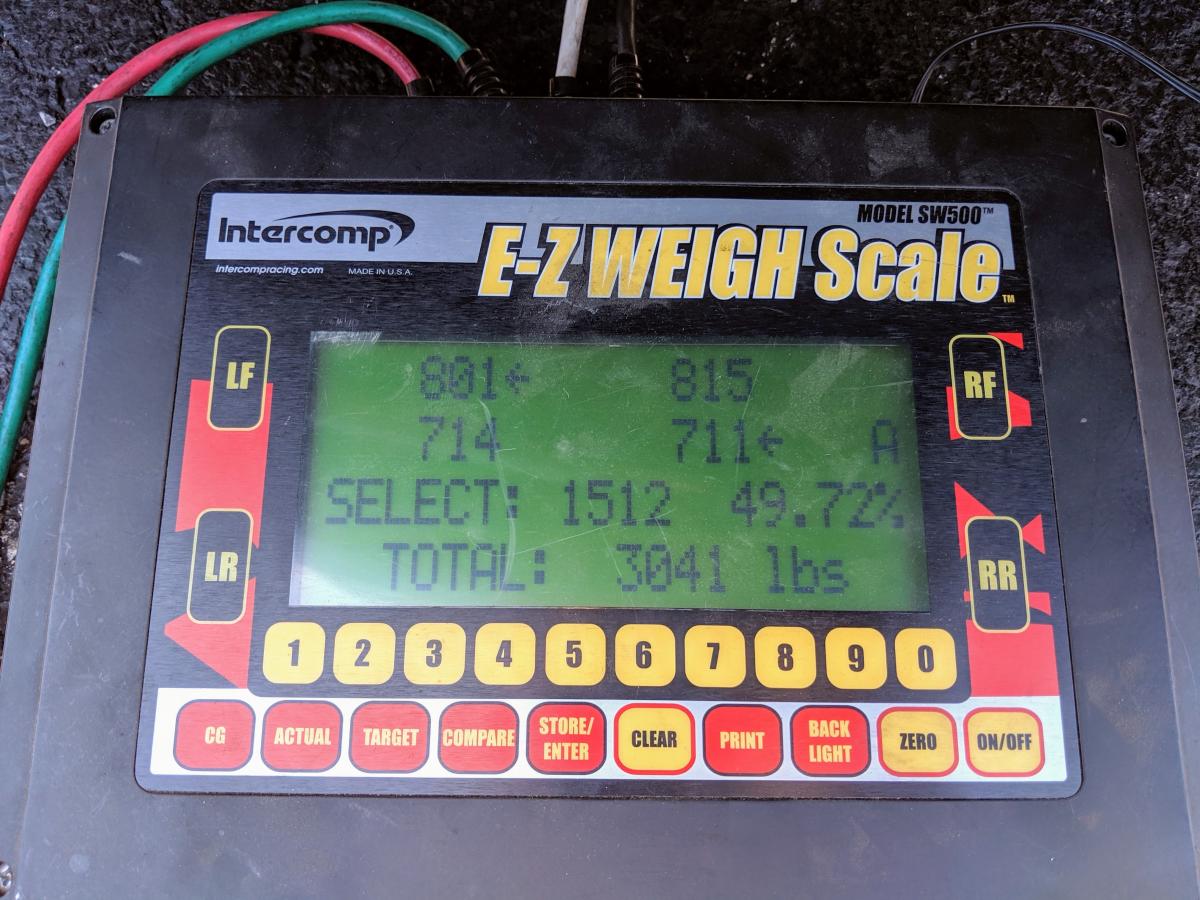 Intercomp®
MODEL SW500™
E-Z WEIGH Scale™
intercompracing.com MADE IN U.S.A.
LF
801← 815
RF
714 711← A
SELECT: 1512 49.72%
LR
TOTAL: 3041 lbs
RR
1 2 3 4 5 6 7 8 9 0
CG ACTUAL TARGET COMPARE STORE/ENTER CLEAR PRINT BACK LIGHT ZERO ON/OFF